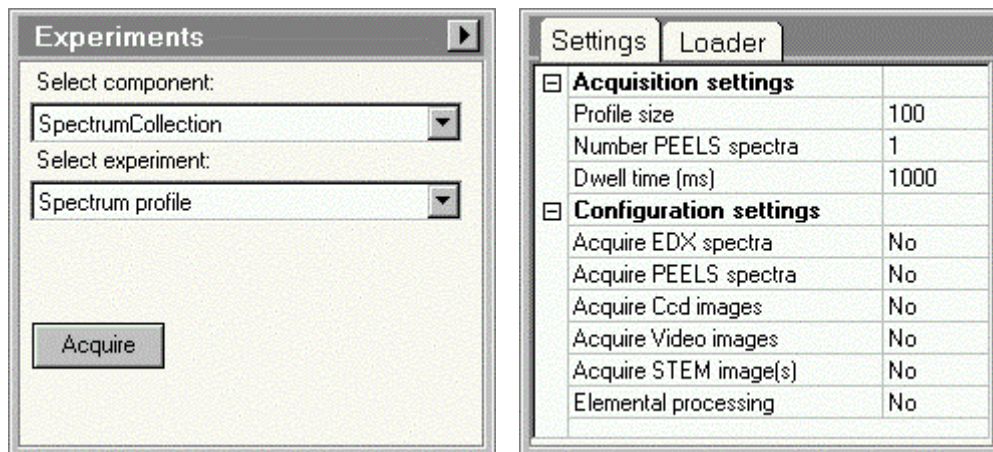 Experiments
Select component:
SpectrumCollection
Select experiment:
Spectrum profile
Acquire
Settings Loader
Acquisition settings
Profile size 100
Number PEELS spectra 1
Dwell time (ms) 1000
Configuration settings
Acquire EDX spectra No
Acquire PEELS spectra No
Acquire Ccd images No
Acquire Video images No
Acquire STEM image(s) No
Elemental processing No